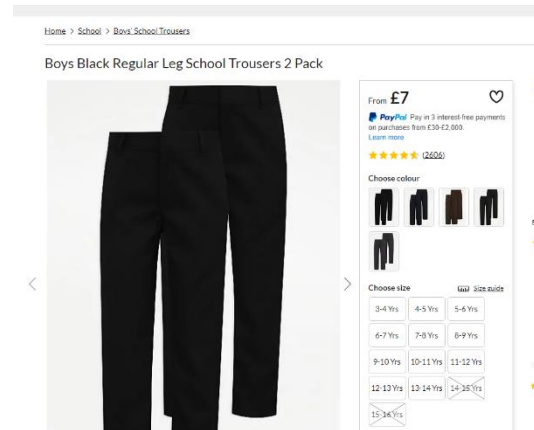 Home > School > Boys' School Trousers
Boys Black Regular Leg School Trousers 2 Pack
From £7
PayPal Pay in 3 interest-free payments
on purchases from £30-£2,000.
Learn more
(2606)
Choose colour
Choose size
Size guide
3-4 Yrs 4-5 Yrs 5-6 Yrs
6-7 Yrs 7-8 Yrs 8-9 Yrs
9-10 Yrs 10-11 Yrs 11-12 Yrs
12-13 Yrs 13-14 Yrs 14-15 Yrs
15-16 Yrs